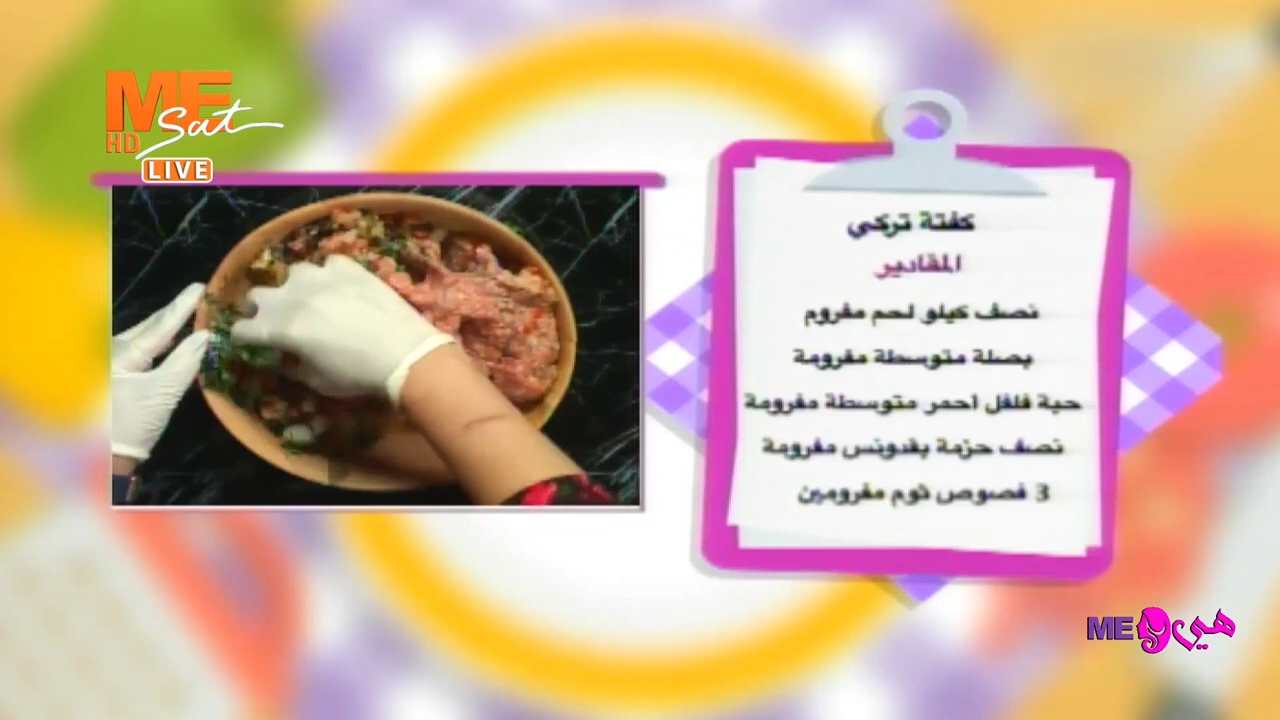 ME
Sat
HD
LIVE
كفتة تركي
المقادير
نصف كيلو لحم مفروم
بصلة متوسطة مفرومة
حبة فلفل احمر متوسطة مفرومة
نصف حزمة بقدونس مفرومة
3 فصوص ثوم مفرومين
ME هي